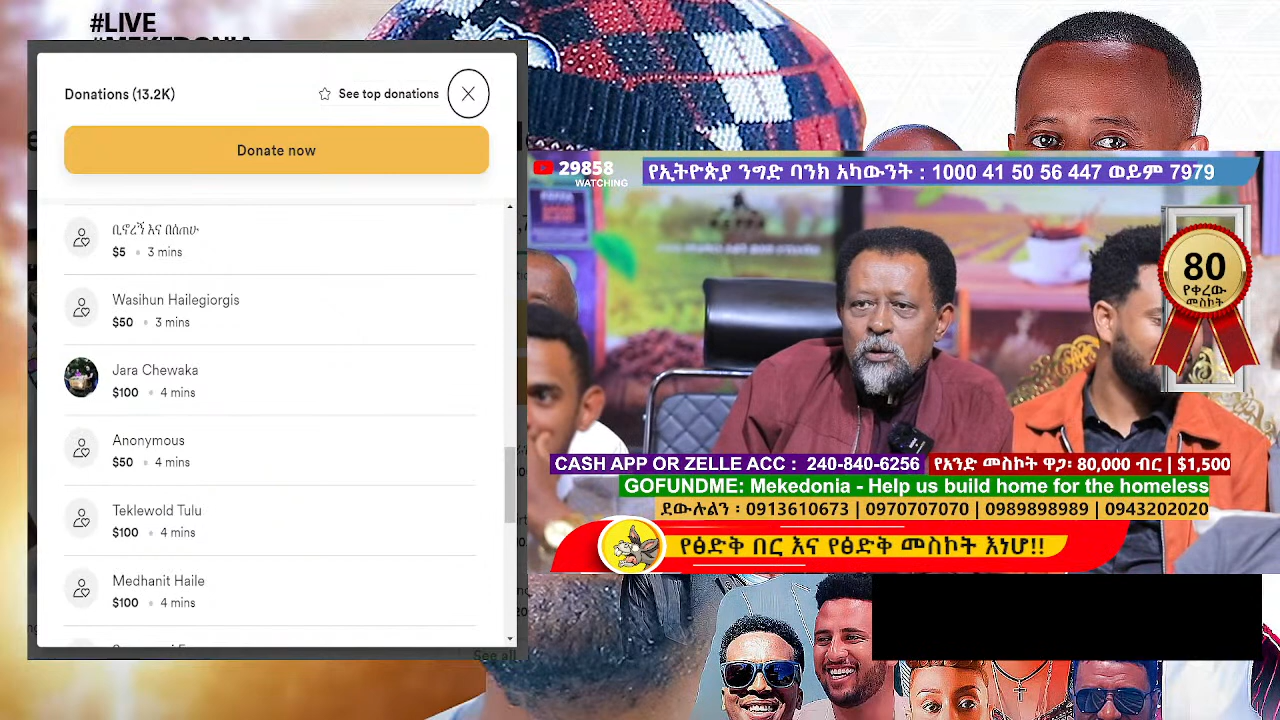 #LIVE
#MEKEDONIA
Donations (13.2K)
See top donations
Donate now
ቢኖረኝ እና በሰጠሁ
$5 • 3 mins
Wasihun Hailegiorgis
$50 • 3 mins
Jara Chewaka
$100 • 4 mins
Anonymous
$50 • 4 mins
Teklewold Tulu
$100 • 4 mins
Medhanit Haile
$100 • 4 mins
See all
29858
WATCHING
የኢትዮጵያ ንግድ ባንክ አካውንት : 1000 41 50 56 447 ወይም 7979
80
የቀረው
መስኮት
CASH APP OR ZELLE ACC : 240-840-6256
የአንድ መስኮት ዋጋ፡ 80,000 ብር | $1,500
GOFUNDME: Mekedonia - Help us build home for the homeless
ደውሉልን ፡ 0913610673 | 0970707070 | 0989898989 | 0943202020
የፅድቅ በር እና የፅድቅ መስኮት እነሆ!!